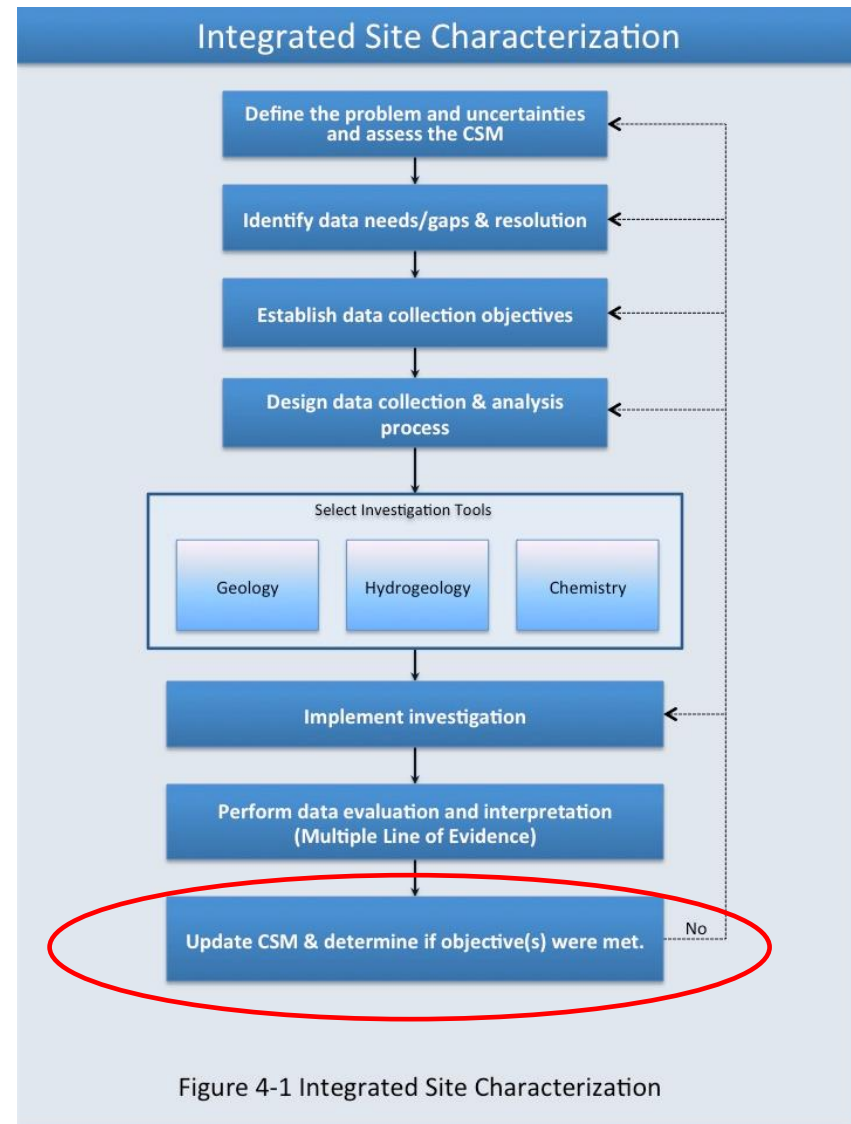 Integrated Site Characterization
Define the problem and uncertainties
and assess the CSM
Identify data needs/gaps & resolution
Establish data collection objectives
Design data collection & analysis
process
Select Investigation Tools
Geology
Hydrogeology
Chemistry
Implement investigation
Perform data evaluation and interpretation
(Multiple Line of Evidence)
Update CSM & determine if objective(s) were met.
No
Figure 4-1 Integrated Site Characterization